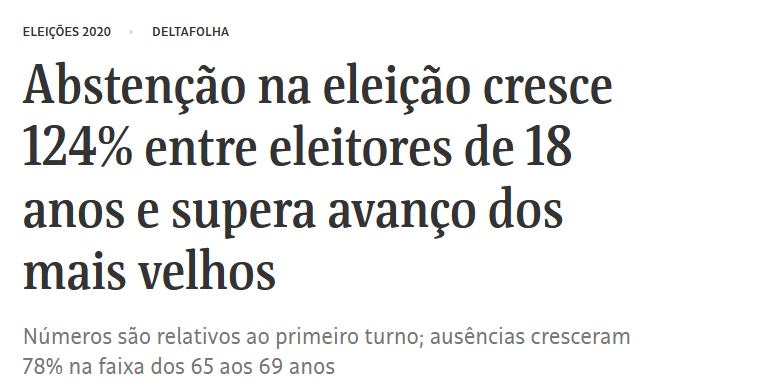 ELEIÇÕES 2020 • DELTAFOLHA
Abstenção na eleição cresce
124% entre eleitores de 18
anos e supera avanço dos
mais velhos
Números são relativos ao primeiro turno; ausências cresceram
78% na faixa dos 65 aos 69 anos